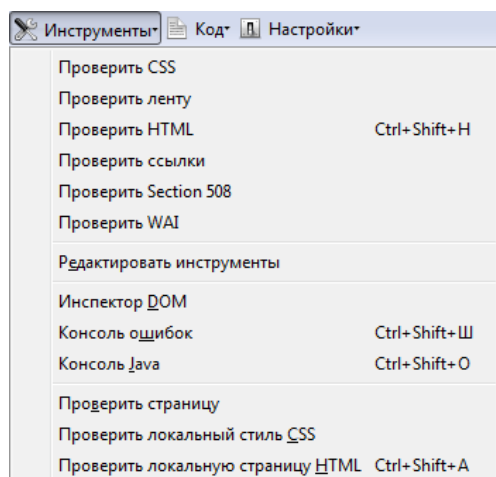 Инструменты Код Настройки
Проверить CSS
Проверить ленту
Проверить HTML Ctrl+Shift+H
Проверить ссылки
Проверить Section 508
Проверить WAI
Редактировать инструменты
Инспектор DOM
Консоль ошибок Ctrl+Shift+Ш
Консоль Java Ctrl+Shift+O
Проверить страницу
Проверить локальный стиль CSS
Проверить локальную страницу HTML Ctrl+Shift+A